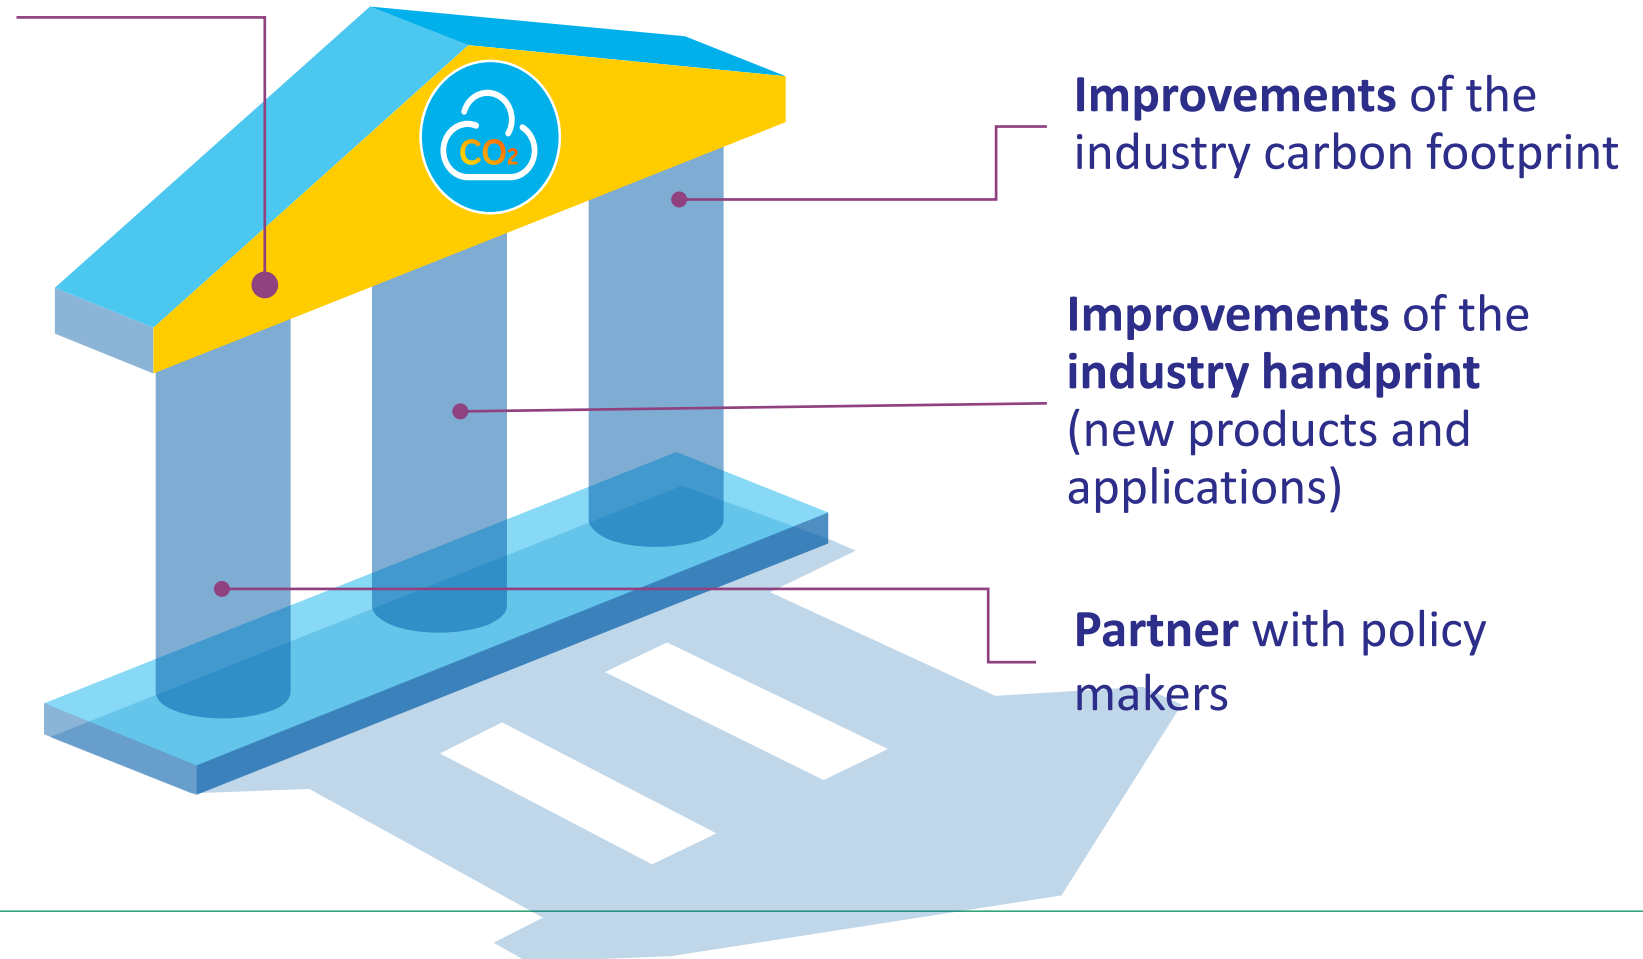 CO₂
Improvements of the
industry carbon footprint
Improvements of the
industry handprint
(new products and
applications)
Partner with policy
makers